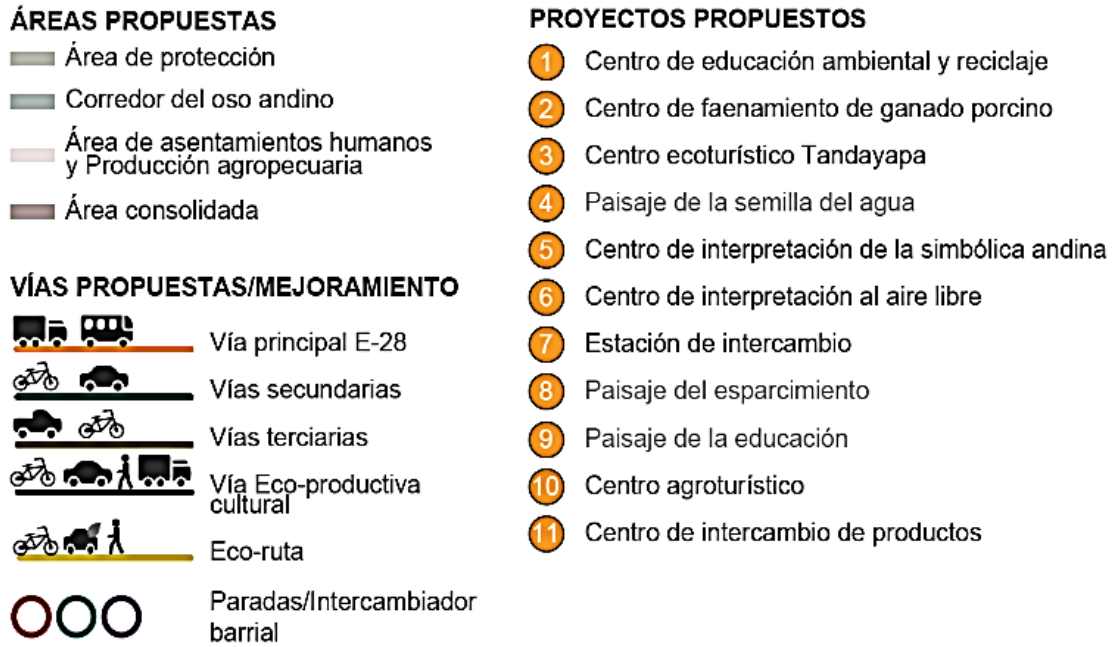 ÁREAS PROPUESTAS
Área de protección
Corredor del oso andino
Área de asentamientos humanos
y Producción agropecuaria
Área consolidada
VÍAS PROPUESTAS/MEJORAMIENTO
Vía principal E-28
Vías secundarias
Vías terciarias
Vía Eco-productiva
cultural
Eco-ruta
Paradas/Intercambiador
barrial
PROYECTOS PROPUESTOS
1 Centro de educación ambiental y reciclaje
2 Centro de faenamiento de ganado porcino
3 Centro ecoturístico Tandayapa
4 Paisaje de la semilla del agua
5 Centro de interpretación de la simbólica andina
6 Centro de interpretación al aire libre
7 Estación de intercambio
8 Paisaje del esparcimiento
9 Paisaje de la educación
10 Centro agroturístico
11 Centro de intercambio de productos